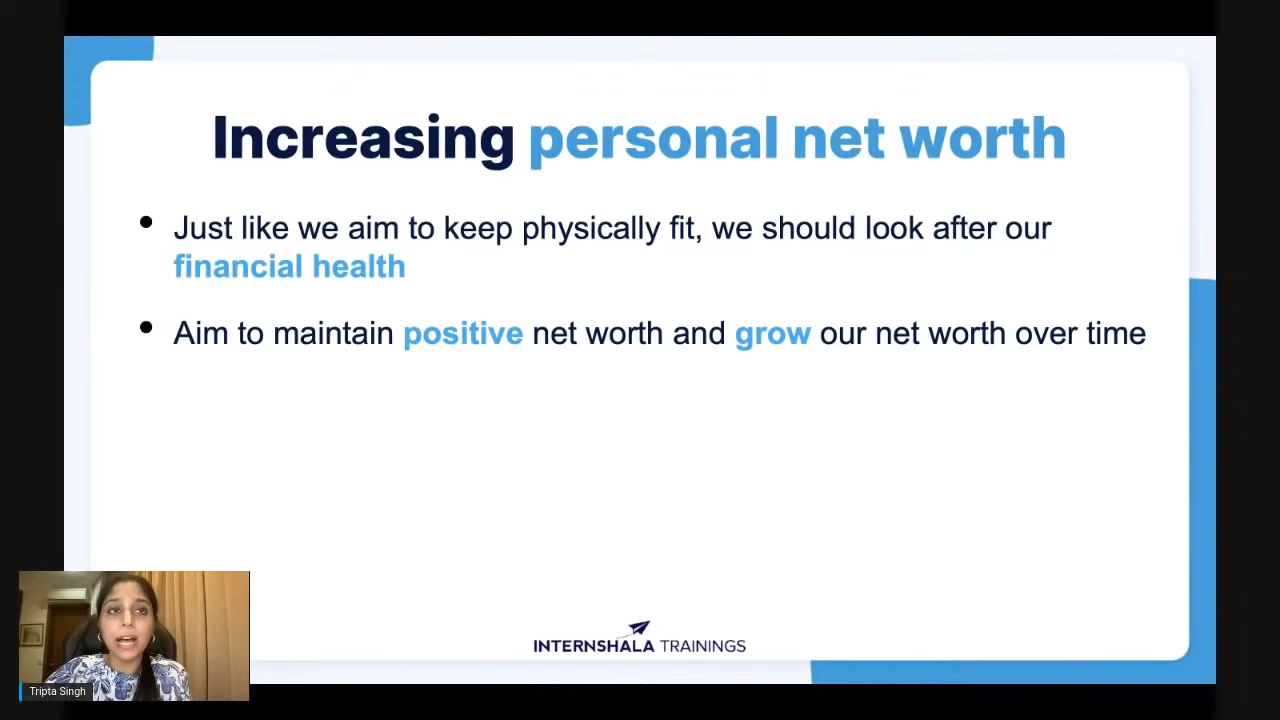 Increasing personal net worth
• Just like we aim to keep physically fit, we should look after our
financial health
• Aim to maintain positive net worth and grow our net worth over time
INTERNSHALA TRAININGS
Tripta Singh